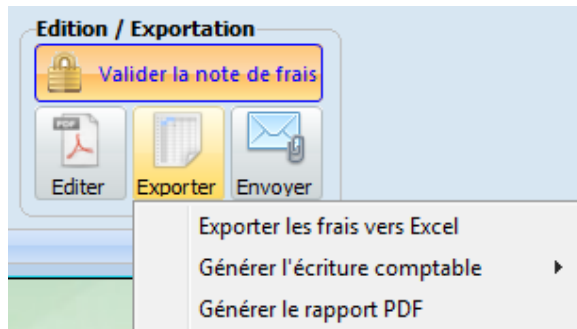 Edition / Exportation
Valider la note de frais
PDF
Editer Exporter Envoyer
Exporter les frais vers Excel
Générer l'écriture comptable
Générer le rapport PDF